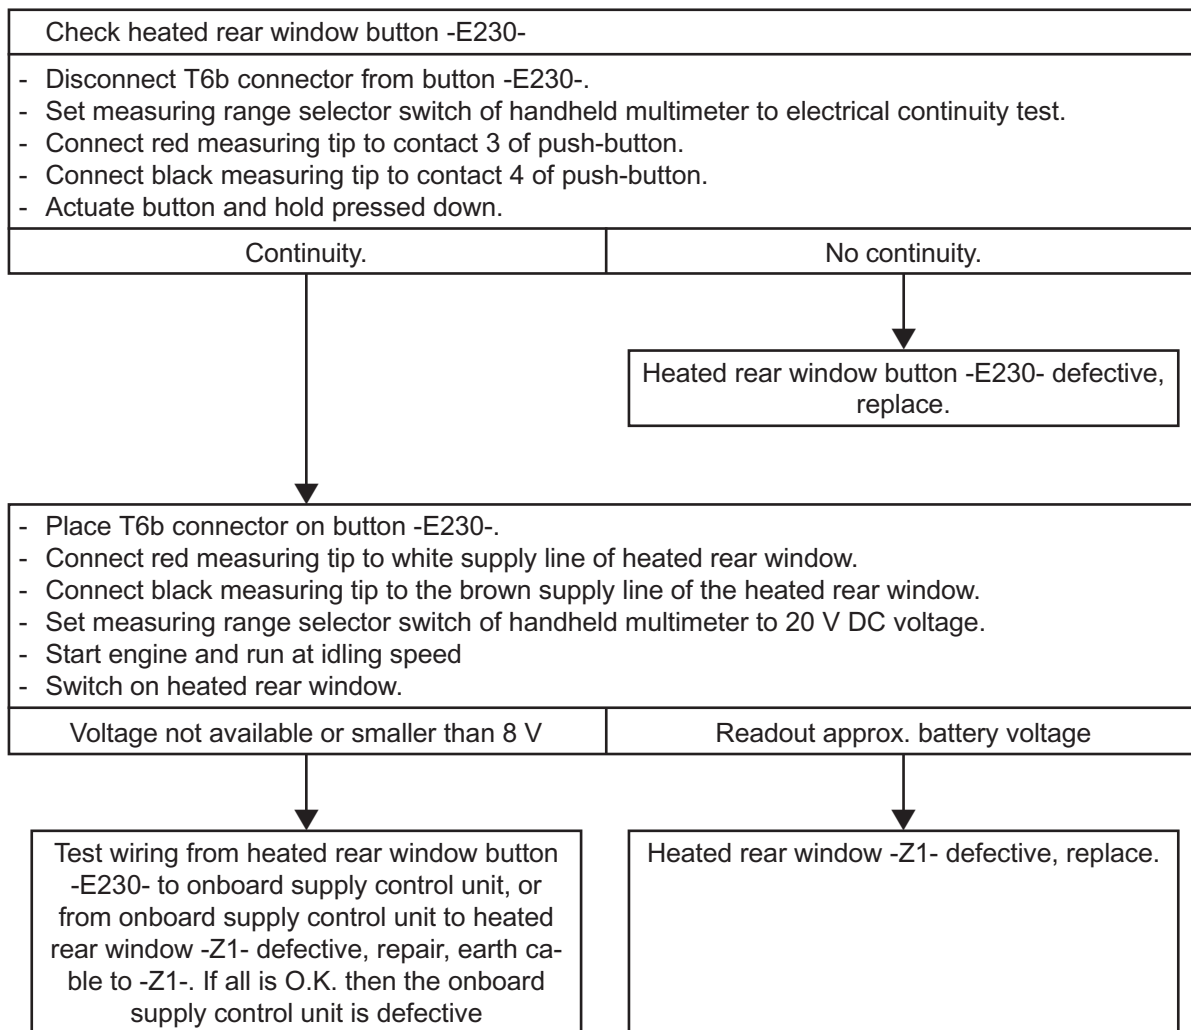 Check heated rear window button -E230-
- Disconnect T6b connector from button -E230-.
- Set measuring range selector switch of handheld multimeter to electrical continuity test.
- Connect red measuring tip to contact 3 of push-button.
- Connect black measuring tip to contact 4 of push-button.
- Actuate button and hold pressed down.
Continuity.
No continuity.
Heated rear window button -E230- defective,
replace.
- Place T6b connector on button -E230-.
- Connect red measuring tip to white supply line of heated rear window.
- Connect black measuring tip to the brown supply line of the heated rear window.
- Set measuring range selector switch of handheld multimeter to 20 V DC voltage.
- Start engine and run at idling speed
- Switch on heated rear window.
Voltage not available or smaller than 8 V
Readout approx. battery voltage
Test wiring from heated rear window button
-E230- to onboard supply control unit, or
from onboard supply control unit to heated
rear window -Z1- defective, repair, earth ca-
ble to -Z1-. If all is O.K. then the onboard
supply control unit is defective
Heated rear window -Z1- defective, replace.